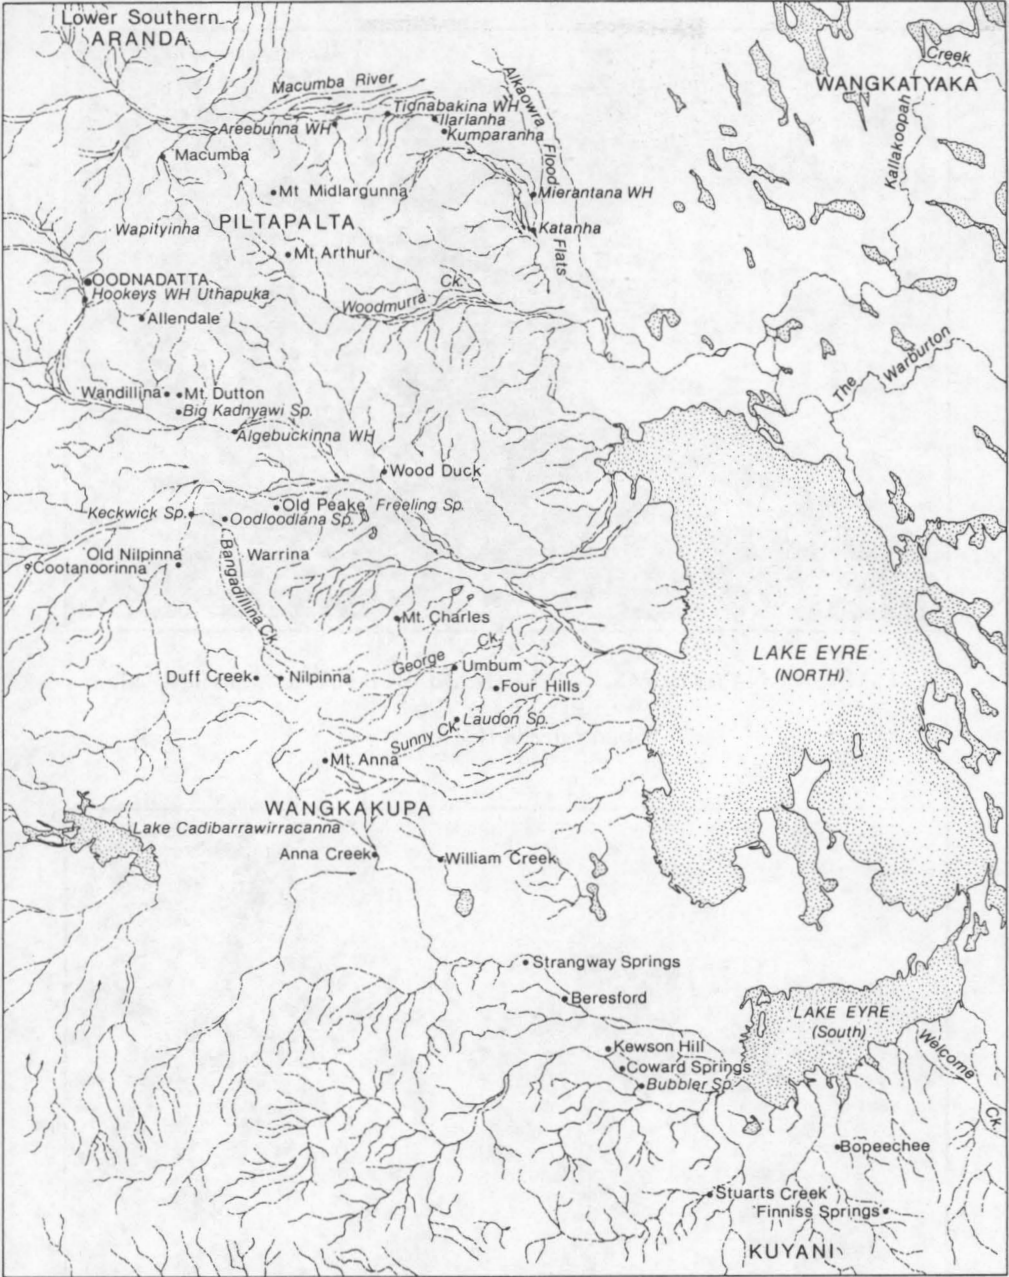 Lower Southern
ARANDA
Creek
WANGKATYAKA
Macumba River
Alkaowra Flood Flats
Tidnabakina WH
Ilarlanha
Areebunna WH
Kumparanha
Kallakoopah
Macumba
Mt Midlargunna
Mierantana WH
PILTAPALTA
Wapityinha
Katanha
Mt. Arthur
OODNADATTA
Hookeys WH Uthapuka
Woodmurra Ck.
Allendale
The Warburton
Wandillina
Mt. Dutton
Big Kadnyawi Sp.
Algebuckinna WH
Wood Duck
Old Peake
Freeling Sp.
Keckwick Sp.
Oodloodlana Sp.
Old Nilpinna
Warrina
Cootanoorinna
Bangadillina Ck.
Mt. Charles
George Ck.
LAKE EYRE
(NORTH)
Umbum
Duff Creek
Nilpinna
Four Hills
Laudon Sp.
Sunny Ck.
Mt. Anna
WANGKAKUPA
Lake Cadibarrawirracanna
Anna Creek
William Creek
Strangway Springs
Beresford
LAKE EYRE
(South)
Welcome Ck.
Kewson Hill
Coward Springs
Bubbler Sp.
Bopeechee
Stuarts Creek
Finniss Springs
KUYANI